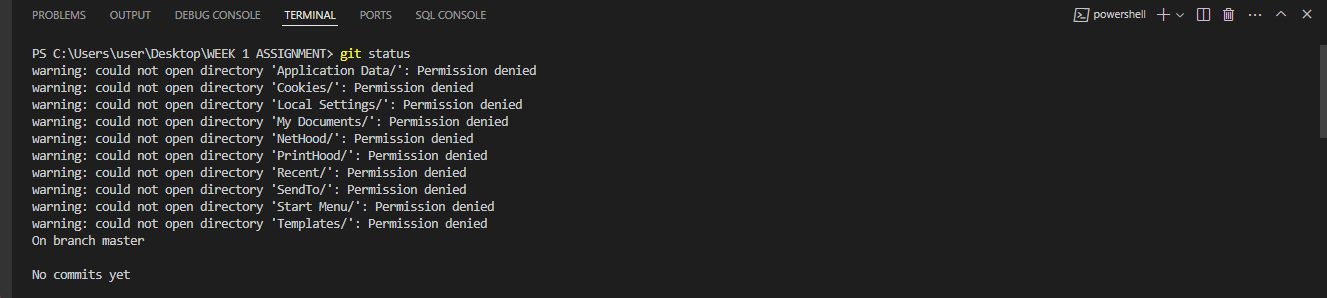 PROBLEMS OUTPUT DEBUG CONSOLE TERMINAL PORTS SQL CONSOLE powershell
PS C:\Users\user\Desktop\WEEK 1 ASSIGNMENT> git status
warning: could not open directory 'Application Data/': Permission denied
warning: could not open directory 'Cookies/': Permission denied
warning: could not open directory 'Local Settings/': Permission denied
warning: could not open directory 'My Documents/': Permission denied
warning: could not open directory 'NetHood/': Permission denied
warning: could not open directory 'PrintHood/': Permission denied
warning: could not open directory 'Recent/': Permission denied
warning: could not open directory 'SendTo/': Permission denied
warning: could not open directory 'Start Menu/': Permission denied
warning: could not open directory 'Templates/': Permission denied
On branch master
No commits yet